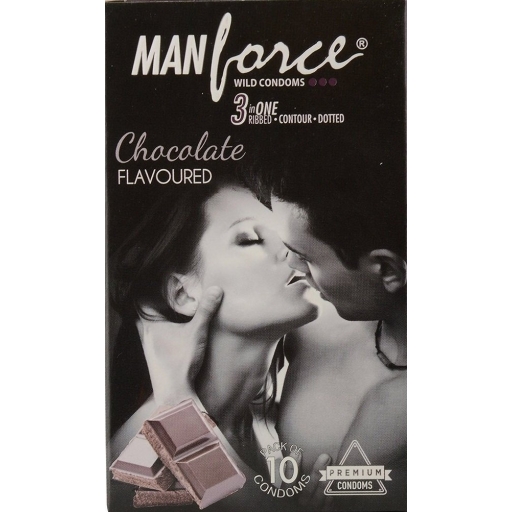 MANforce®
WILD CONDOMS
3 in ONE
RIBBED • CONTOUR • DOTTED
Chocolate
FLAVOURED
PACK OF
10
CONDOMS
PREMIUM
CONDOMS